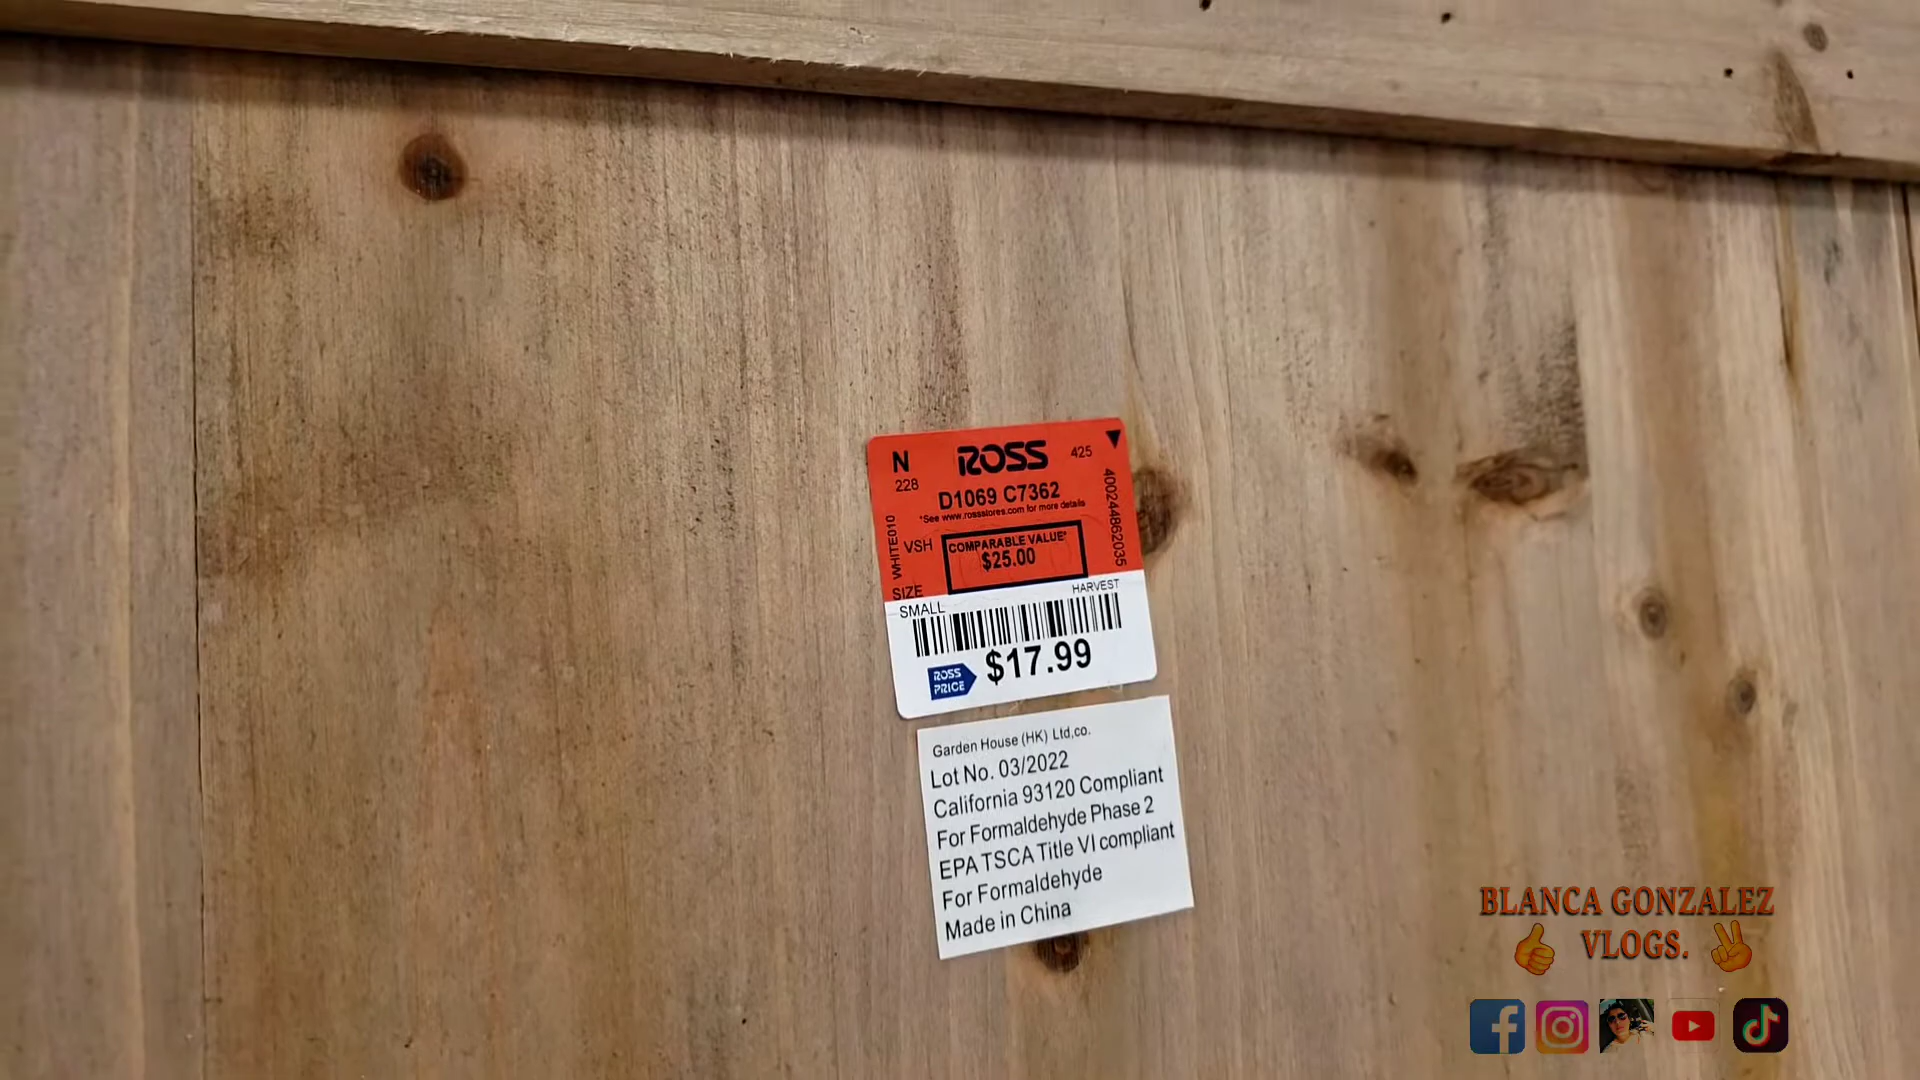 N ROSS 425
228
D1069 C7362
*See www.rossstores.com for more details
WHITE010
VSH
COMPARABLE VALUE*
$25.00
400244862035
SIZE
SMALL
HARVEST
ROSS PRICE
$17.99
Garden House (HK) Ltd,co.
Lot No. 03/2022
California 93120 Compliant
For Formaldehyde Phase 2
EPA TSCA Title VI compliant
For Formaldehyde
Made in China
BLANCA GONZALEZ
VLOGS.